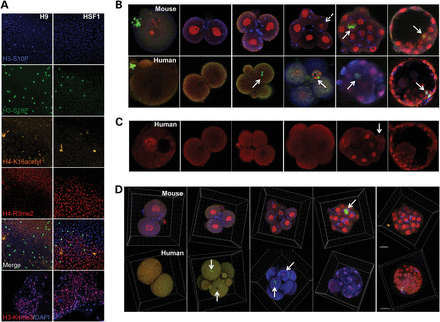 A
H9 HSF1
H3-S10P
H3-S28P
H4-K16acetyl
H4-R3me2
Merge
H3-K4me3/DAPI
B
Mouse
Human
C
Human
D
Mouse
Human